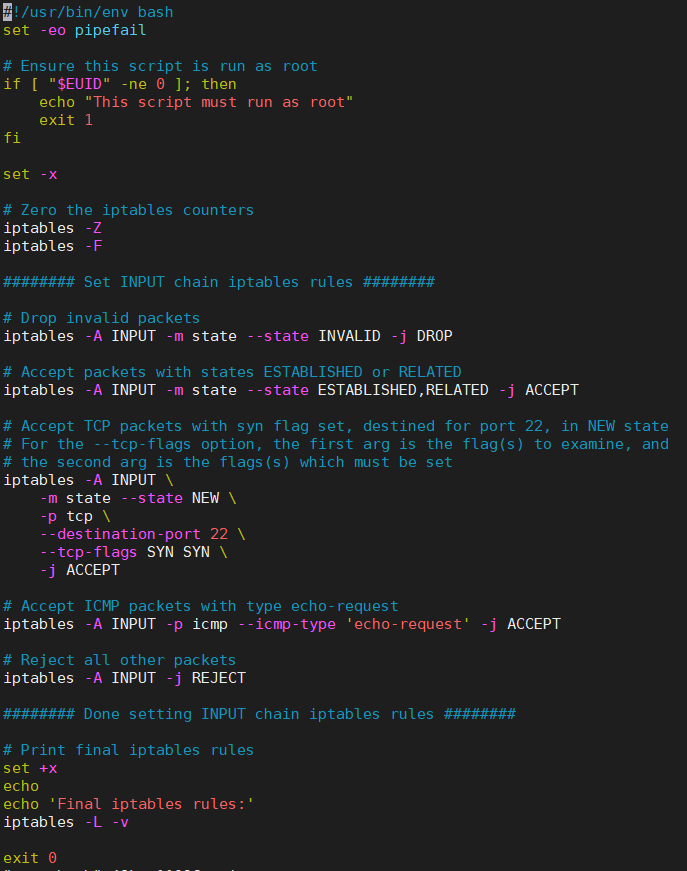 #!/usr/bin/env bash
set -eo pipefail

# Ensure this script is run as root
if [ "$EUID" -ne 0 ]; then
    echo "This script must run as root"
    exit 1
fi

set -x

# Zero the iptables counters
iptables -Z
iptables -F

######## Set INPUT chain iptables rules ########

# Drop invalid packets
iptables -A INPUT -m state --state INVALID -j DROP

# Accept packets with states ESTABLISHED or RELATED
iptables -A INPUT -m state --state ESTABLISHED,RELATED -j ACCEPT

# Accept TCP packets with syn flag set, destined for port 22, in NEW state
# For the --tcp-flags option, the first arg is the flag(s) to examine, and
# the second arg is the flags(s) which must be set
iptables -A INPUT \
    -m state --state NEW \
    -p tcp \
    --destination-port 22 \
    --tcp-flags SYN SYN \
    -j ACCEPT

# Accept ICMP packets with type echo-request
iptables -A INPUT -p icmp --icmp-type 'echo-request' -j ACCEPT

# Reject all other packets
iptables -A INPUT -j REJECT

######## Done setting INPUT chain iptables rules ########

# Print final iptables rules
set +x
echo
echo 'Final iptables rules:'
iptables -L -v

exit 0